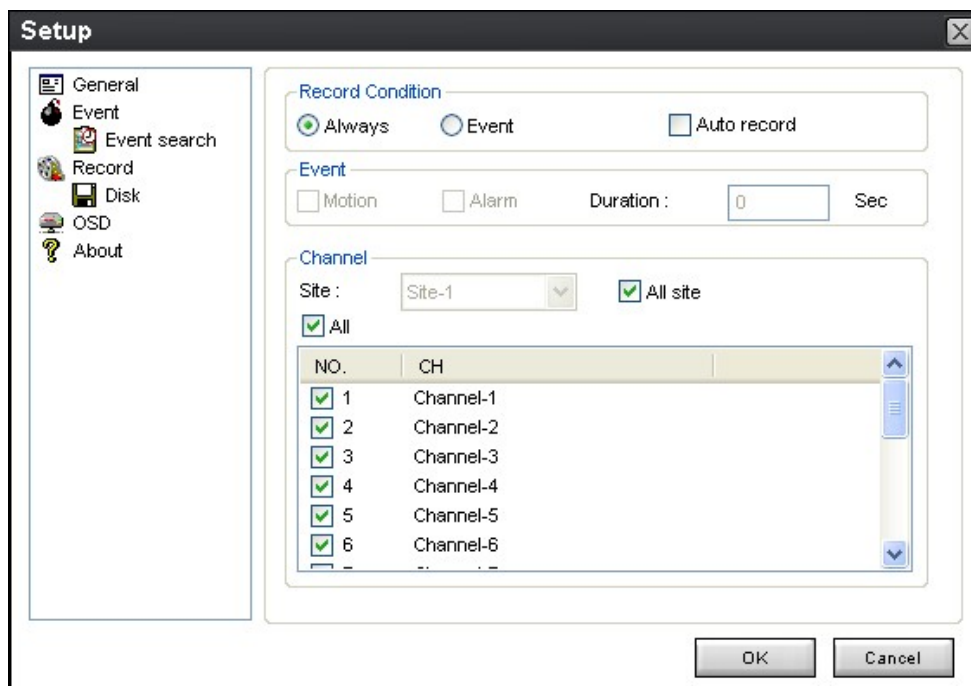 Setup
General
Event
Event search
Record
Disk
OSD
About
Record Condition
Always
Event
Auto record
Event
Motion
Alarm
Duration :
0
Sec
Channel
Site :
Site-1
All site
All
NO.
CH
1
Channel-1
2
Channel-2
3
Channel-3
4
Channel-4
5
Channel-5
6
Channel-6
OK
Cancel